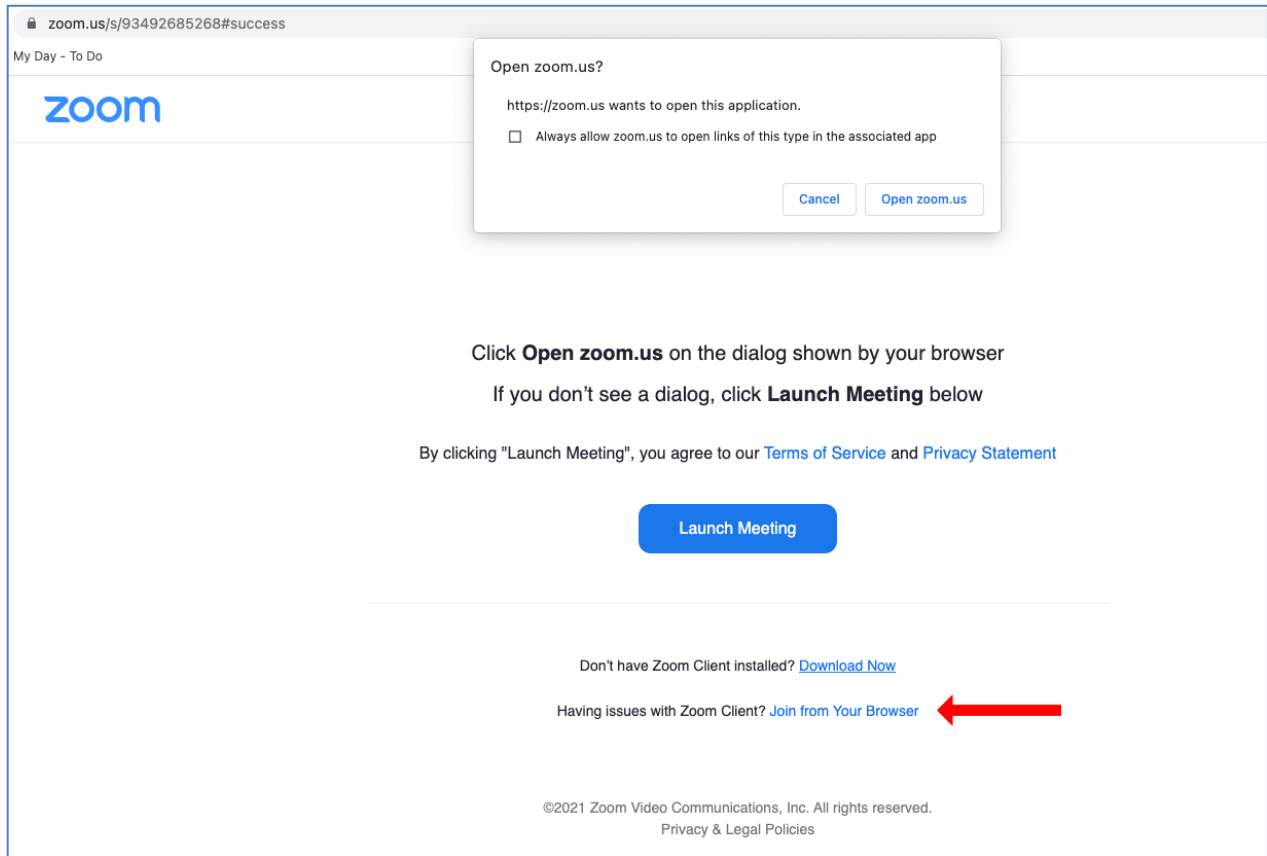 zoom.us/s/93492685268#success
My Day - To Do
Open zoom.us?
https://zoom.us wants to open this application.
Always allow zoom.us to open links of this type in the associated app
Cancel
Open zoom.us
zoom
Click Open zoom.us on the dialog shown by your browser
If you don’t see a dialog, click Launch Meeting below
By clicking "Launch Meeting", you agree to our Terms of Service and Privacy Statement
Launch Meeting
Don’t have Zoom Client installed? Download Now
Having issues with Zoom Client? Join from Your Browser
©2021 Zoom Video Communications, Inc. All rights reserved.
Privacy & Legal Policies